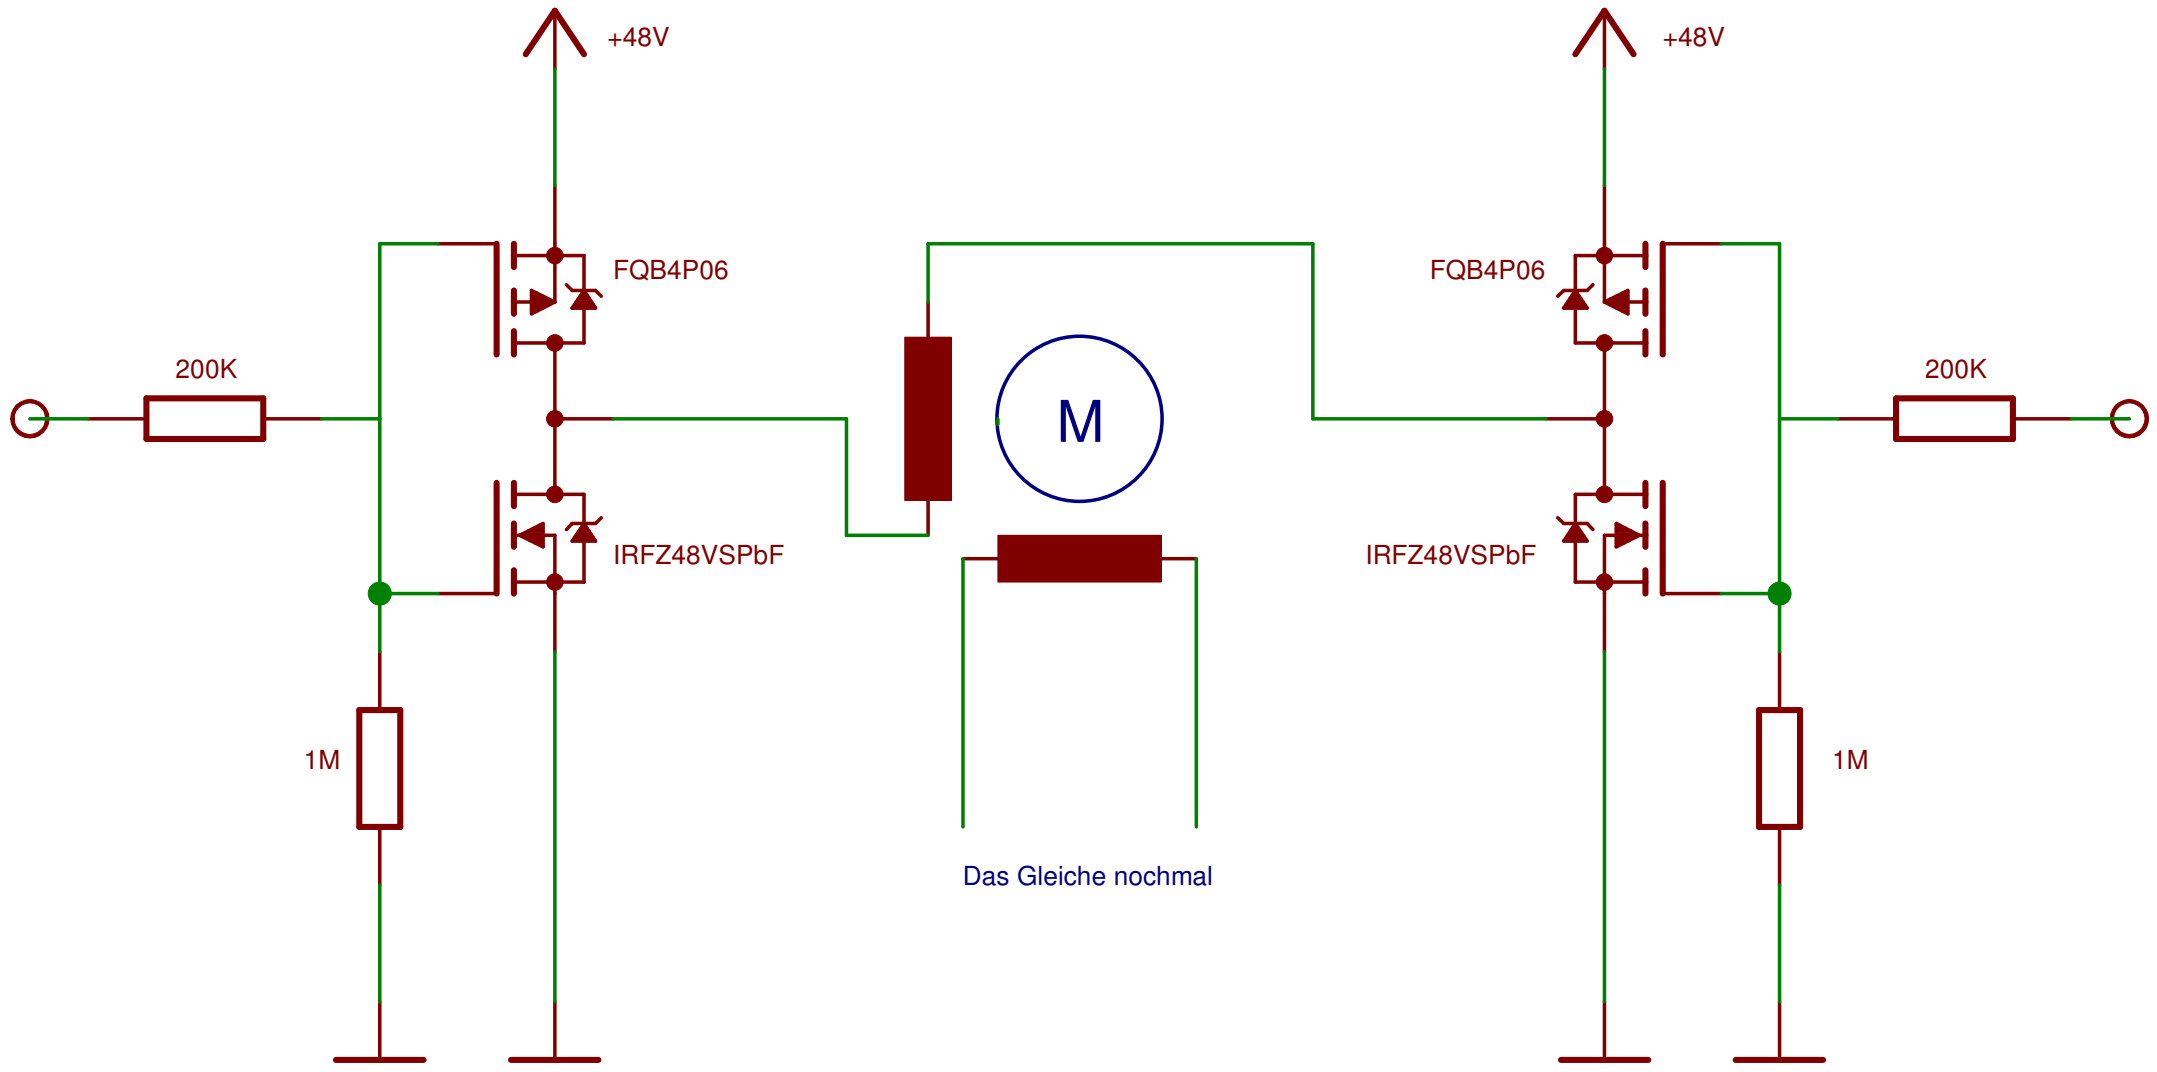 +48V
+48V
FQB4P06
FQB4P06
200K
200K
M
IRFZ48VSPbF
IRFZ48VSPbF
1M
1M
Das Gleiche nochmal